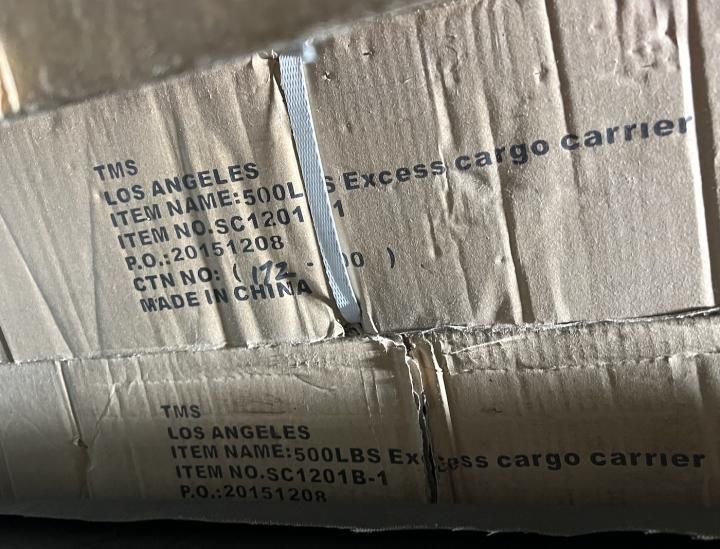 TMS
LOS ANGELES
ITEM NAME:500L S Excess cargo carrier
ITEM NO.SC1201 1
P.O.:20151208
CTN NO: (172 - 00 )
MADE IN CHINA
TMS
LOS ANGELES
ITEM NAME:500LBS Excess cargo carrier
ITEM NO.SC1201B-1
P.O.:20151208